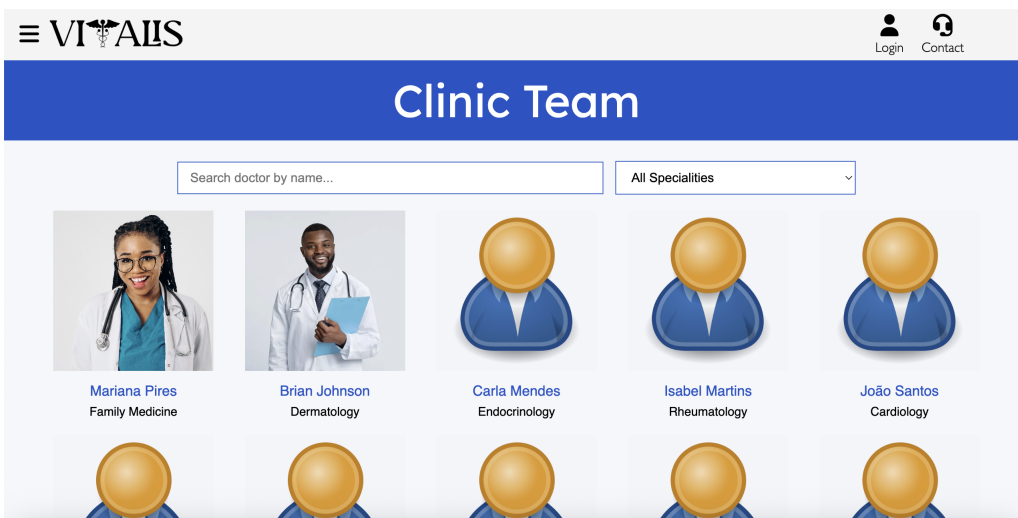 VITALIS
Login Contact
Clinic Team
Search doctor by name...
All Specialities
Mariana Pires
Family Medicine
Brian Johnson
Dermatology
Carla Mendes
Endocrinology
Isabel Martins
Rheumatology
João Santos
Cardiology